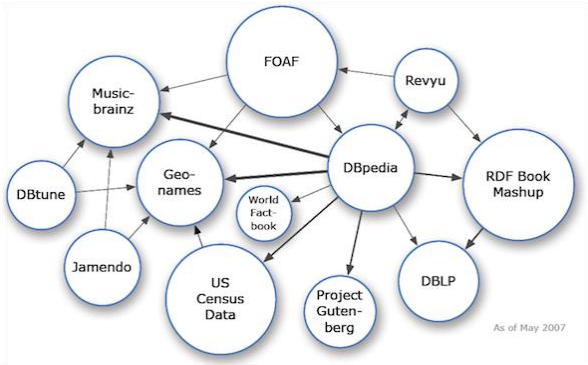 FOAF
Music-
brainz
Revyu
DBpedia
RDF Book
Mashup
Geo-
names
DBtune
World
Fact-
book
Jamendo
US
Census
Data
Project
Guten-
berg
DBLP
As of May 2007